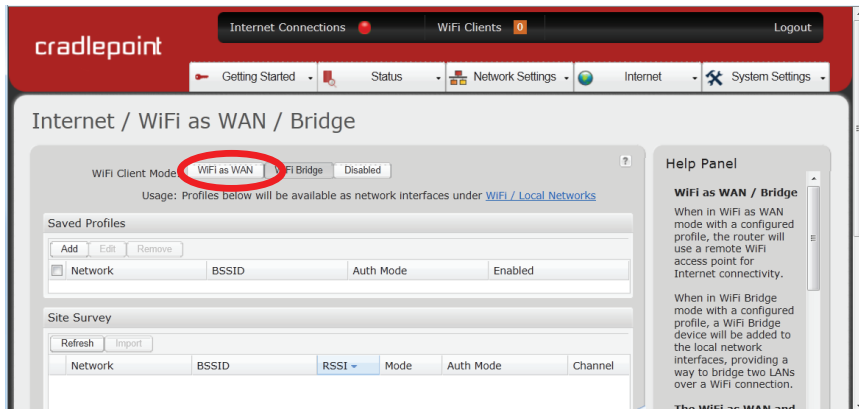 Internet Connections WiFi Clients 0 Logout
cradlepoint
Getting Started Status Network Settings Internet System Settings
Internet / WiFi as WAN / Bridge
WiFi Client Mode: WiFi as WAN WiFi Bridge Disabled
?
Usage: Profiles below will be available as network interfaces under WiFi / Local Networks
Saved Profiles
Add Edit Remove
Network BSSID Auth Mode Enabled
Site Survey
Refresh Import
Network BSSID RSSI Mode Auth Mode Channel
Help Panel
WiFi as WAN / Bridge
When in WiFi as WAN
mode with a configured
profile, the router will
use a remote WiFi
access point for
Internet connectivity.
When in WiFi Bridge
mode with a configured
profile, a WiFi Bridge
device will be added to
the local network
interfaces, providing a
way to bridge two LANs
over a WiFi connection.
The WiFi as WAN and